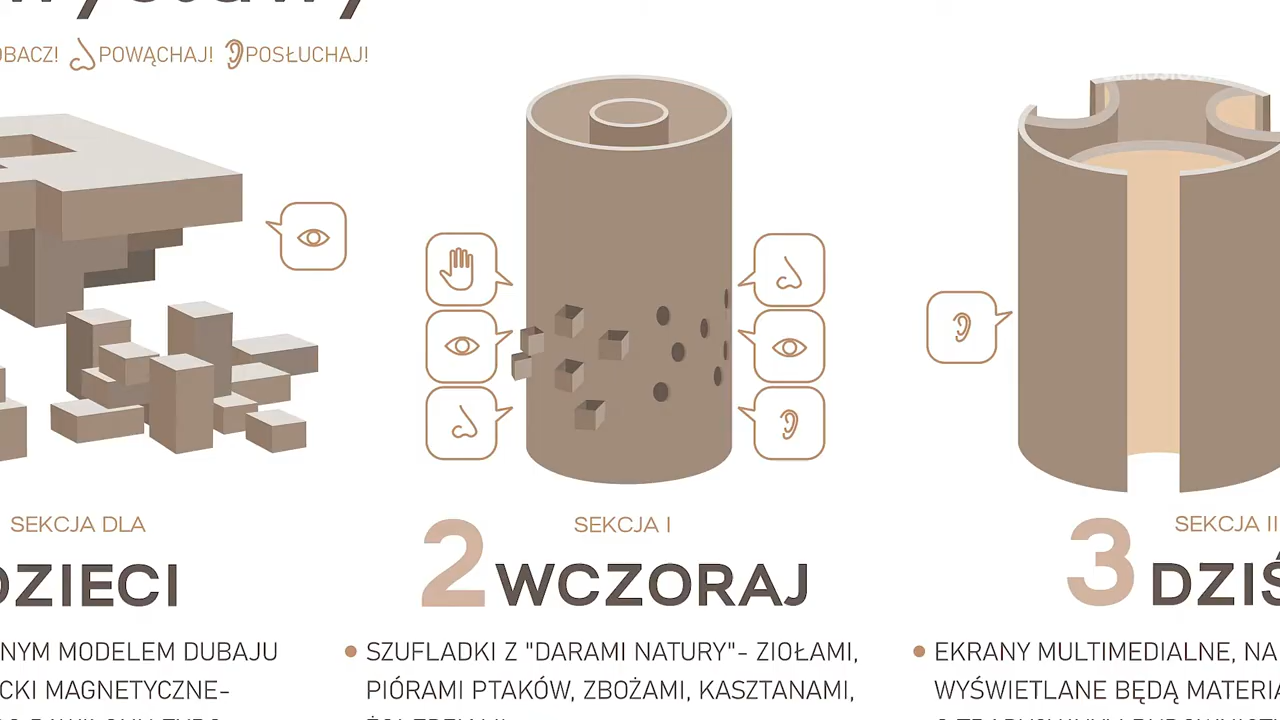 OBACZ! POWĄCHAJ! POSŁUCHAJ!
SEKCJA DLA
DZIECI
NYM MODELEM DUBAJU
CKI MAGNETYCZNE-
SEKCJA I
2 WCZORAJ
SZUFLADKI Z "DARAMI NATURY"- ZIOŁAMI,
PIÓRAMI PTAKÓW, ZBOŻAMI, KASZTANAMI,
SEKCJA II
3 DZIŚ
EKRANY MULTIMEDIALNE, NA
WYŚWIETLANE BĘDĄ MATERIA